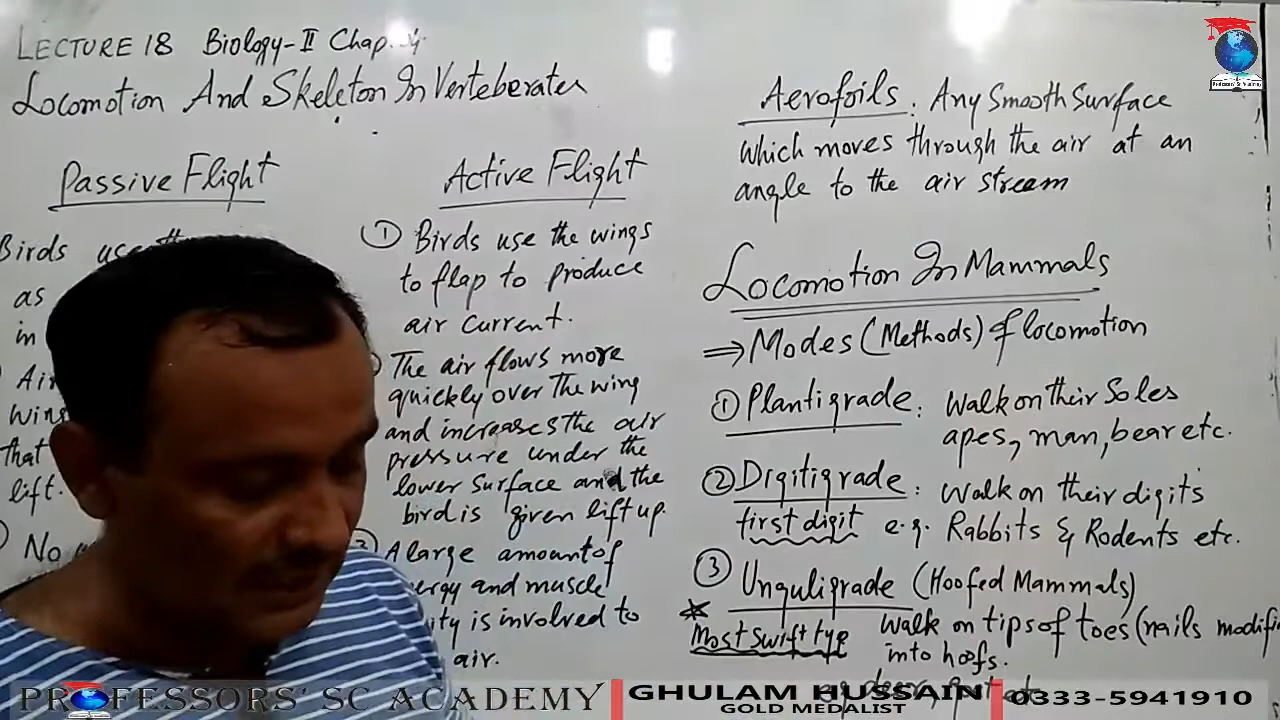 LECTURE 18 Biology-II Chap. 4
Locomotion And Skeleton In Verteberates
Passive Flight
Birds use the
as
in
Air
wing
that
lift.
No
Active Flight
① Birds use the wings
to flap to produce
air current.
The air flows more
quickly over The wing
and increases the air
pressure under the
lower surface and the
bird is given lift up.
A large amount of
and muscle
is involved to
air.
Aerofoils. Any Smooth Surface
which moves through the air at an
angle to the air stream
Locomotion In Mammals
⇒ Modes (Methods) of locomotion
① Plantigrade: Walk on their Soles
apes, man, bear etc.
② Digitigrade: Walk on their digits
first digit e.g. Rabbits & Rodents etc.
③ Unguligrade (Hoofed Mammals)
* Most Swift type Walk on tips of toes (nails modifi
into hoofs.
PROFESSORS' SC ACADEMY
GHULAM HUSSAIN
GOLD MEDALIST
0333-5941910